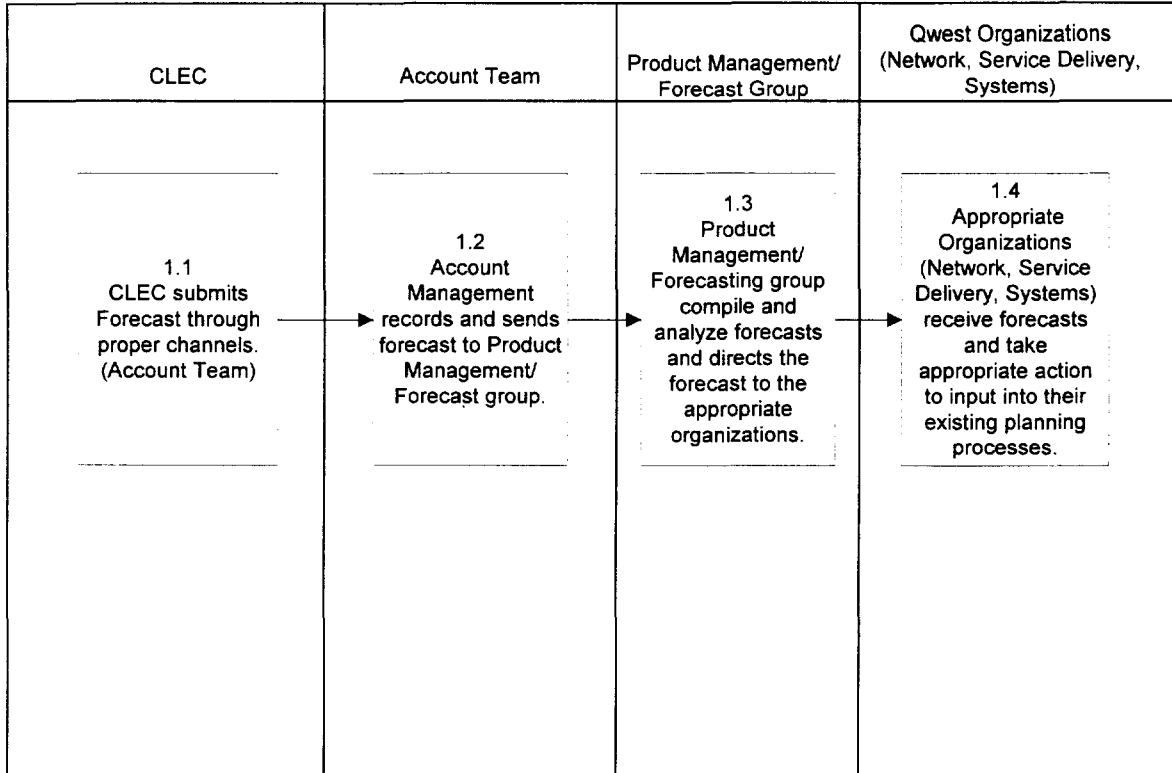 CLEC
Account Team
Product Management/
Forecast Group
Qwest Organizations
(Network, Service Delivery,
Systems)
1.1
CLEC submits
Forecast through
proper channels.
(Account Team)
1.2
Account
Management
records and sends
forecast to Product
Management/
Forecast group.
1.3
Product
Management/
Forecasting group
compile and
analyze forecasts
and directs the
forecast to the
appropriate
organizations.
1.4
Appropriate
Organizations
(Network, Service
Delivery, Systems)
receive forecasts
and take
appropriate action
to input into their
existing planning
processes.